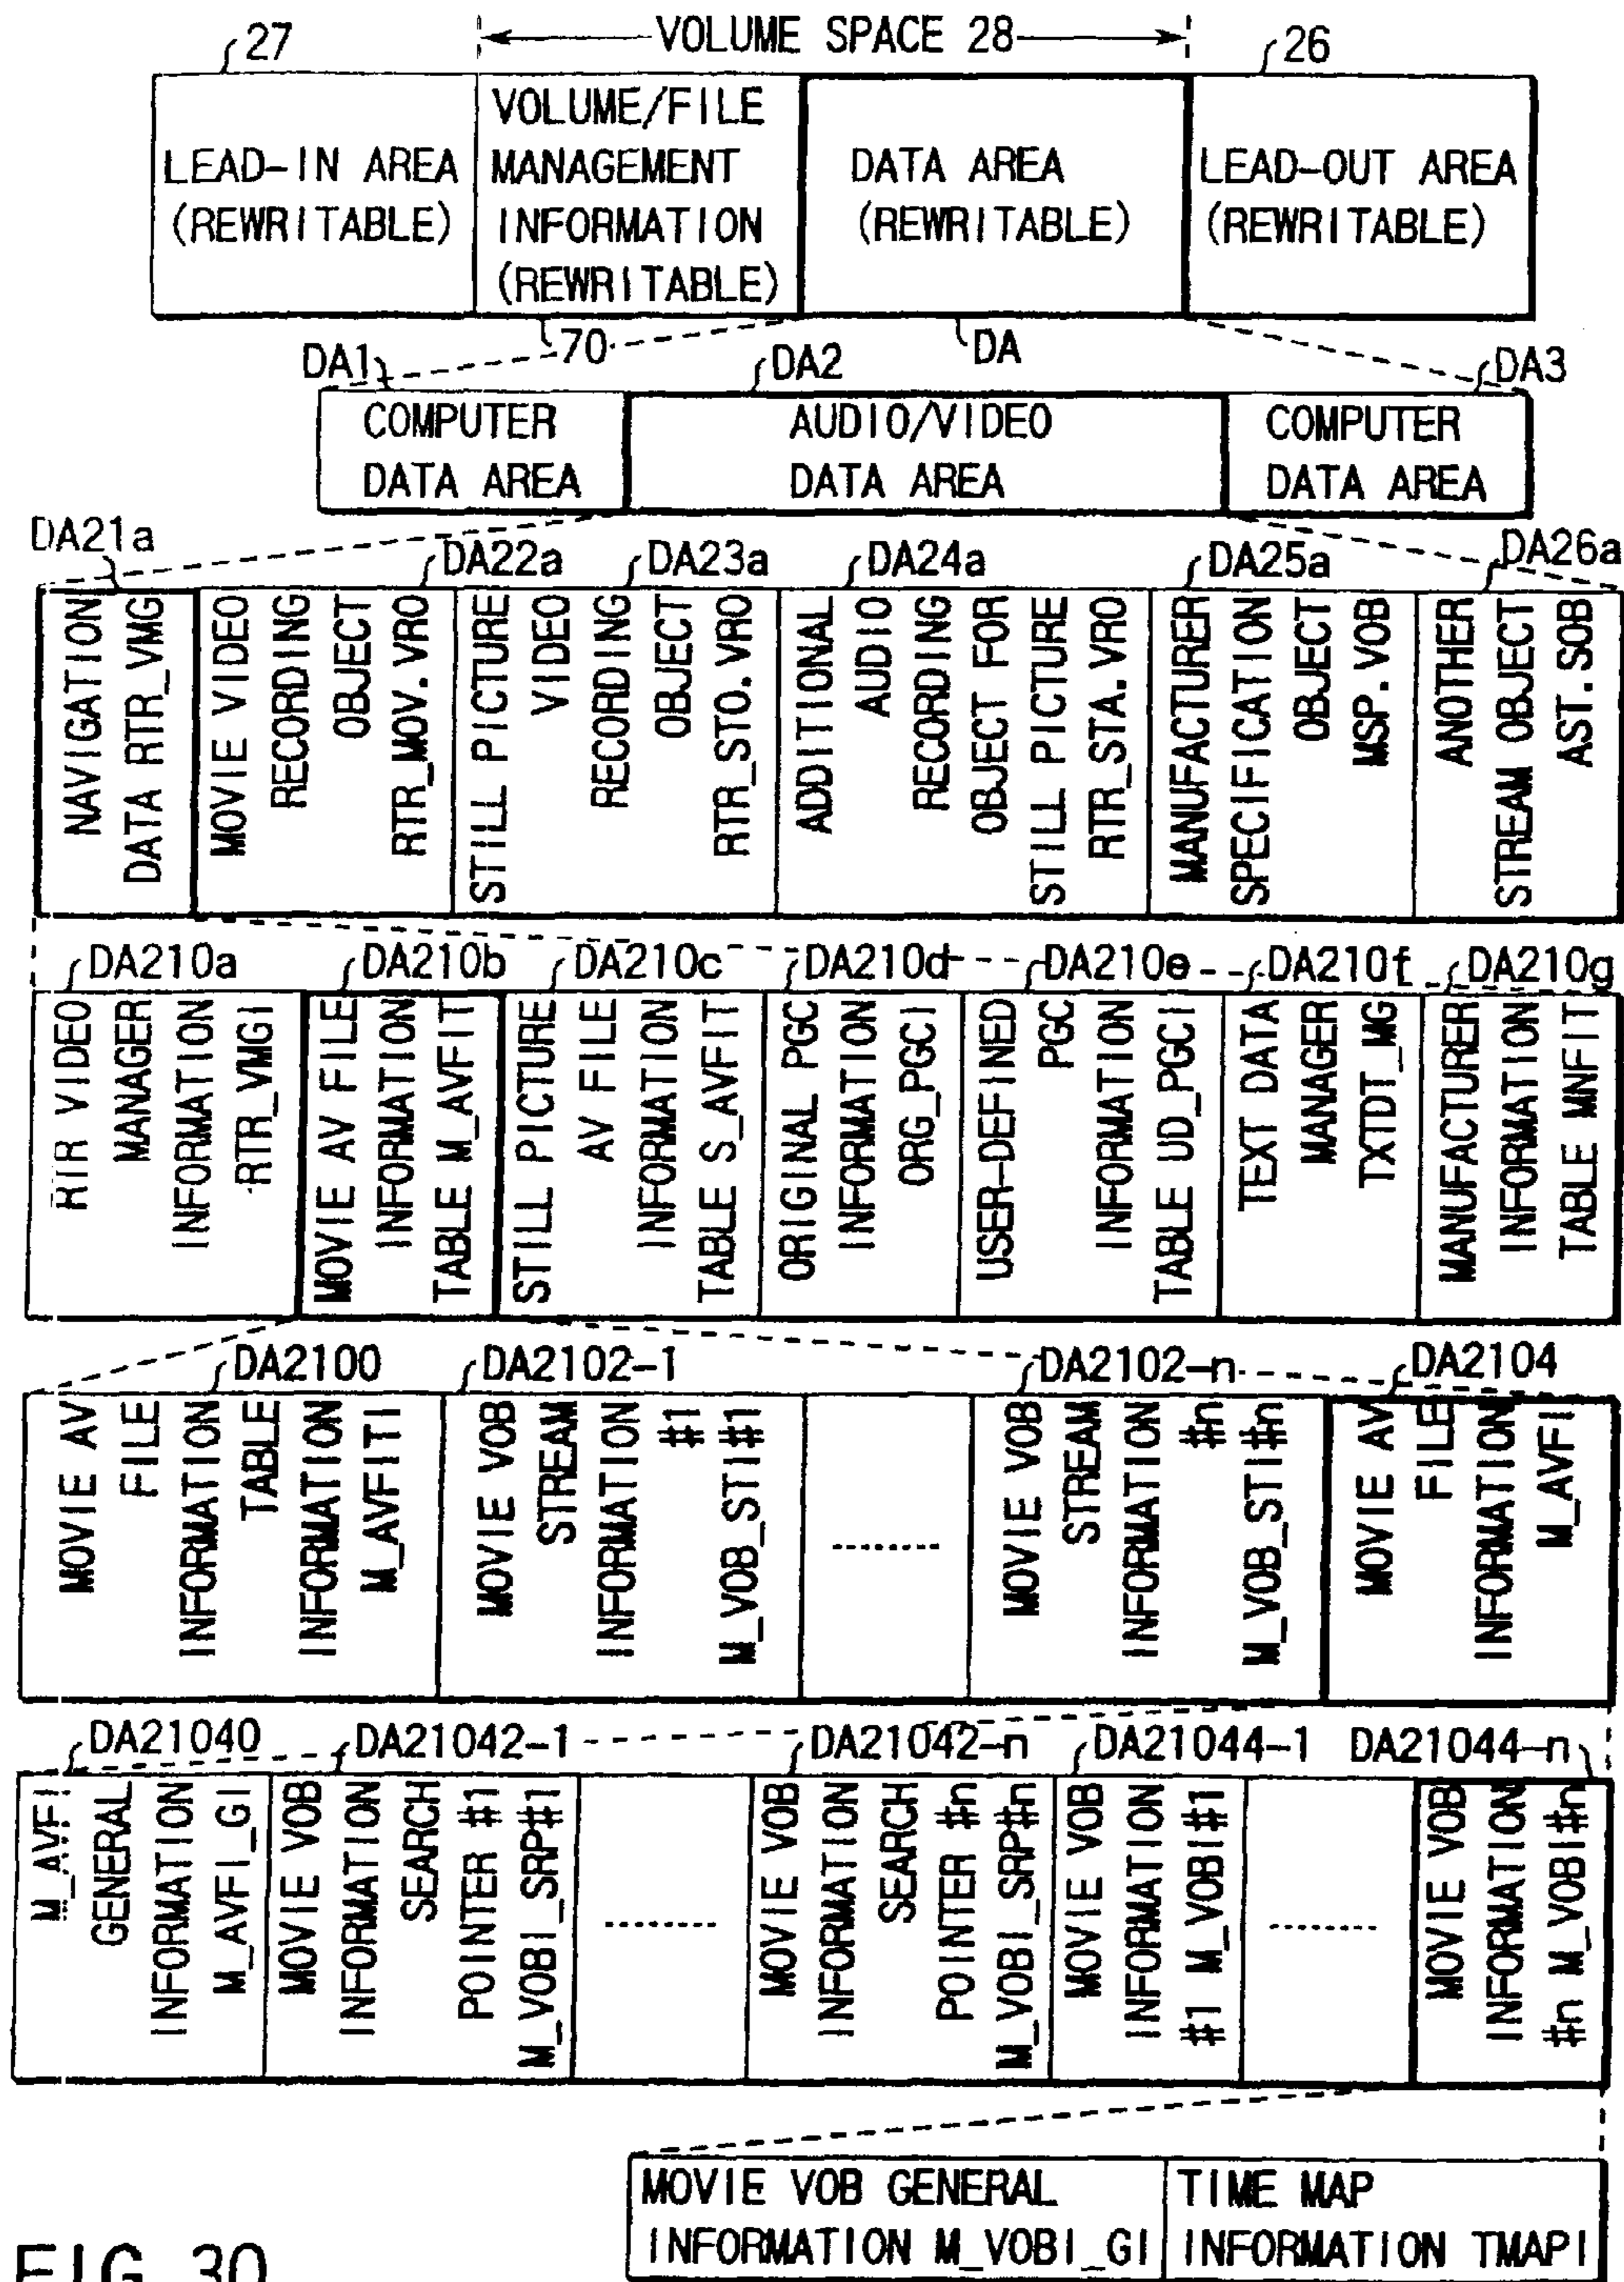 27
VOLUME SPACE 28
26
LEAD-IN AREA
(REWRITABLE)
VOLUME/FILE
MANAGEMENT
INFORMATION
(REWRITABLE)
DATA AREA
(REWRITABLE)
LEAD-OUT AREA
(REWRITABLE)
70
DA
DA1
DA2
DA3
COMPUTER
DATA AREA
AUDIO/VIDEO
DATA AREA
COMPUTER
DATA AREA
DA21a
DA22a
DA23a
DA24a
DA25a
DA26a
NAVIGATION
DATA RTR_VMG
MOVIE VIDEO
RECORDING
OBJECT
RTR_MOV.VRO
STILL PICTURE
VIDEO
RECORDING
OBJECT
RTR_STO.VRO
ADDITIONAL
AUDIO
RECORDING
OBJECT FOR
STILL PICTURE
RTR_STA.VRO
MANUFACTURER
SPECIFICATION
OBJECT
MSP.VOB
ANOTHER
STREAM OBJECT
AST.SOB
DA210a
DA210b
DA210c
DA210d
DA210e
DA210f
DA210g
RTR VIDEO
MANAGER
INFORMATION
RTR_VMGI
MOVIE AV FILE
INFORMATION
TABLE M_AVFIT
STILL PICTURE
AV FILE
INFORMATION
TABLE S_AVFIT
ORIGINAL PGC
INFORMATION
ORG_PGCI
USER-DEFINED
PGC
INFORMATION
TABLE UD_PGCI
TEXT DATA
MANAGER
TXTDT_MG
MANUFACTURER
INFORMATION
TABLE MNFIT
DA2100
DA2102-1
DA2102-n
DA2104
MOVIE AV
FILE
INFORMATION
TABLE
INFORMATION
M_AVFITI
MOVIE VOB
STREAM
INFORMATION
#1
M_VOB_STI#1
........
MOVIE VOB
STREAM
INFORMATION
#n
M_VOB_STI#n
MOVIE AV
FILE
INFORMATION
M_AVFI
DA21040
DA21042-1
DA21042-n
DA21044-1
DA21044-n
M_AVFI
GENERAL
INFORMATION
M_AVFI_GI
MOVIE VOB
INFORMATION
SEARCH
POINTER #1
M_VOBI_SRP#1
........
MOVIE VOB
INFORMATION
SEARCH
POINTER #n
M_VOBI_SRP#n
MOVIE VOB
INFORMATION
#1 M_VOBI#1
........
MOVIE VOB
INFORMATION
#n M_VOBI#n
MOVIE VOB GENERAL
INFORMATION M_VOBI_GI
TIME MAP
INFORMATION TMAPI
FIG. 30